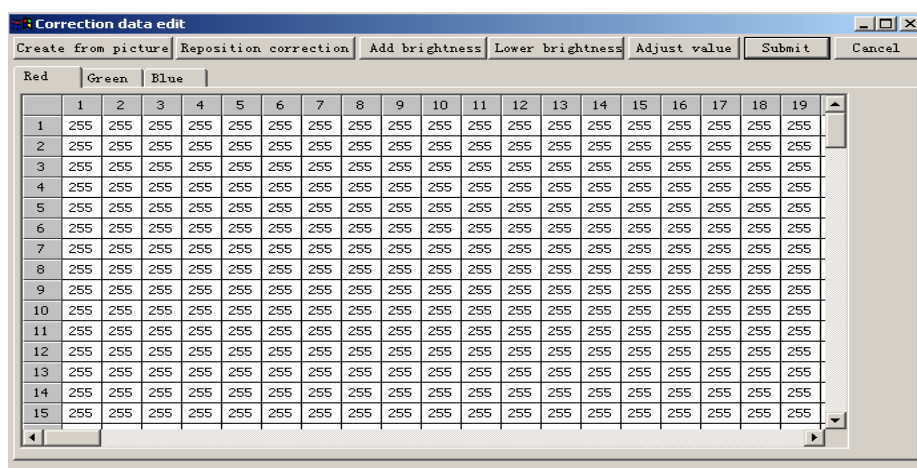 Correction data edit
Create from picture Reposition correction Add brightness Lower brightness Adjust value Submit Cancel
Red Green Blue
1 2 3 4 5 6 7 8 9 10 11 12 13 14 15 16 17 18 19
1 255 255 255 255 255 255 255 255 255 255 255 255 255 255 255 255 255 255 255
2 255 255 255 255 255 255 255 255 255 255 255 255 255 255 255 255 255 255 255
3 255 255 255 255 255 255 255 255 255 255 255 255 255 255 255 255 255 255 255
4 255 255 255 255 255 255 255 255 255 255 255 255 255 255 255 255 255 255 255
5 255 255 255 255 255 255 255 255 255 255 255 255 255 255 255 255 255 255 255
6 255 255 255 255 255 255 255 255 255 255 255 255 255 255 255 255 255 255 255
7 255 255 255 255 255 255 255 255 255 255 255 255 255 255 255 255 255 255 255
8 255 255 255 255 255 255 255 255 255 255 255 255 255 255 255 255 255 255 255
9 255 255 255 255 255 255 255 255 255 255 255 255 255 255 255 255 255 255 255
10 255 255 255 255 255 255 255 255 255 255 255 255 255 255 255 255 255 255 255
11 255 255 255 255 255 255 255 255 255 255 255 255 255 255 255 255 255 255 255
12 255 255 255 255 255 255 255 255 255 255 255 255 255 255 255 255 255 255 255
13 255 255 255 255 255 255 255 255 255 255 255 255 255 255 255 255 255 255 255
14 255 255 255 255 255 255 255 255 255 255 255 255 255 255 255 255 255 255 255
15 255 255 255 255 255 255 255 255 255 255 255 255 255 255 255 255 255 255 255